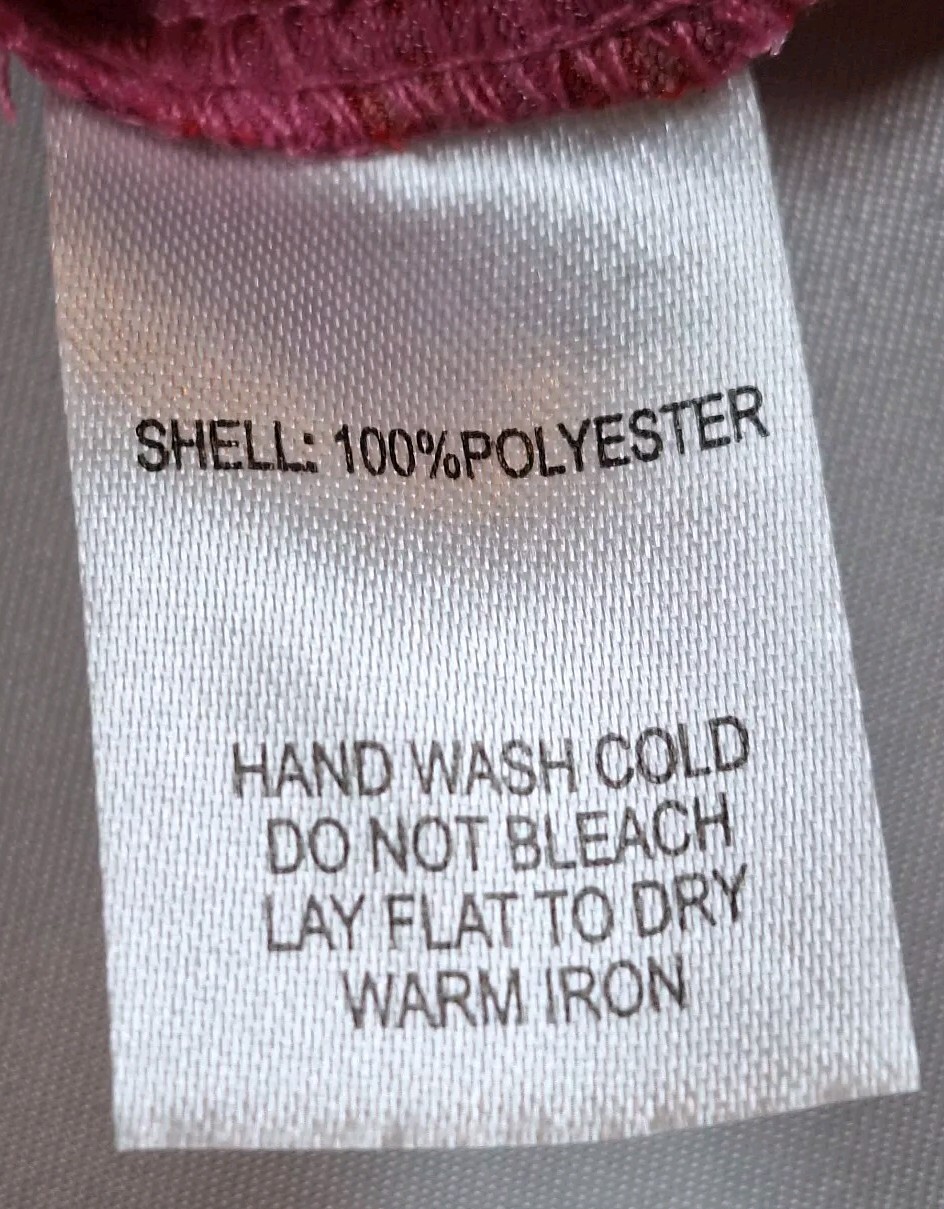 SHELL: 100%POLYESTER
HAND WASH COLD
DO NOT BLEACH
LAY FLAT TO DRY
WARM IRON